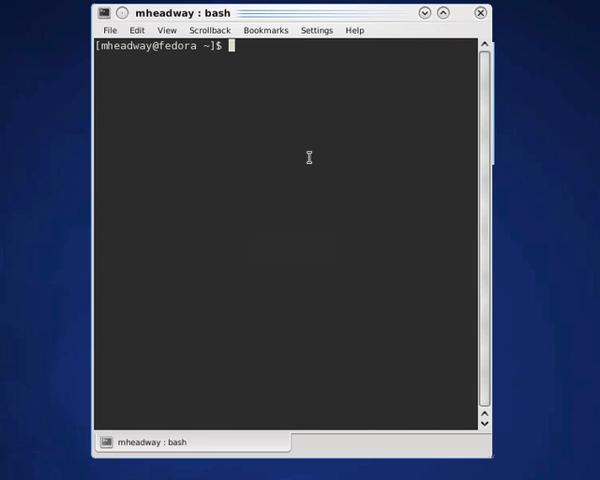 mheadway : bash
File Edit View Scrollback Bookmarks Settings Help
[mheadway@fedora ~]$
mheadway : bash